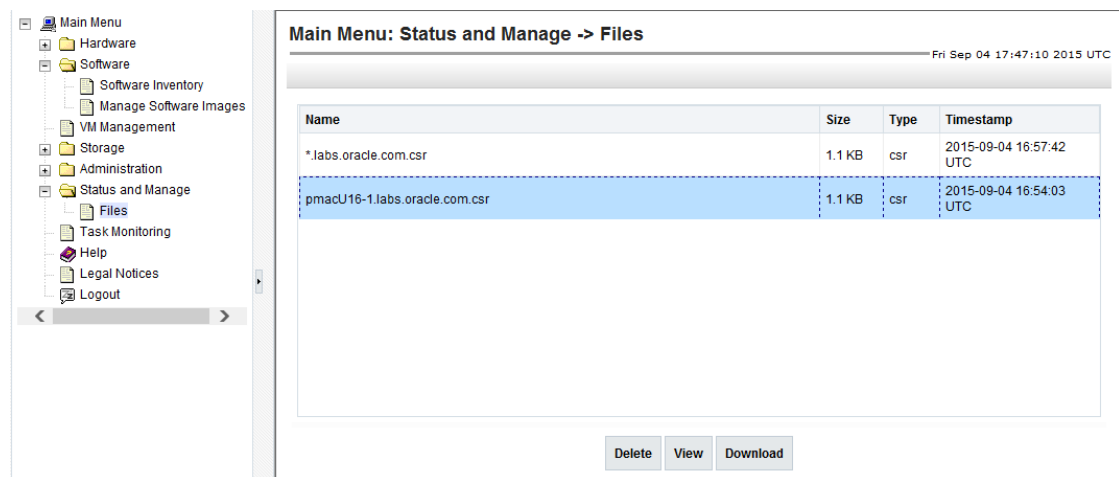 Main Menu
Hardware
Software
Software Inventory
Manage Software Images
VM Management
Storage
Administration
Status and Manage
Files
Task Monitoring
Help
Legal Notices
Logout
Main Menu: Status and Manage -> Files
Fri Sep 04 17:47:10 2015 UTC
Name Size Type Timestamp
*.labs.oracle.com.csr 1.1 KB csr 2015-09-04 16:57:42
UTC
pmacU16-1.labs.oracle.com.csr 1.1 KB csr 2015-09-04 16:54:03
UTC
Delete View Download